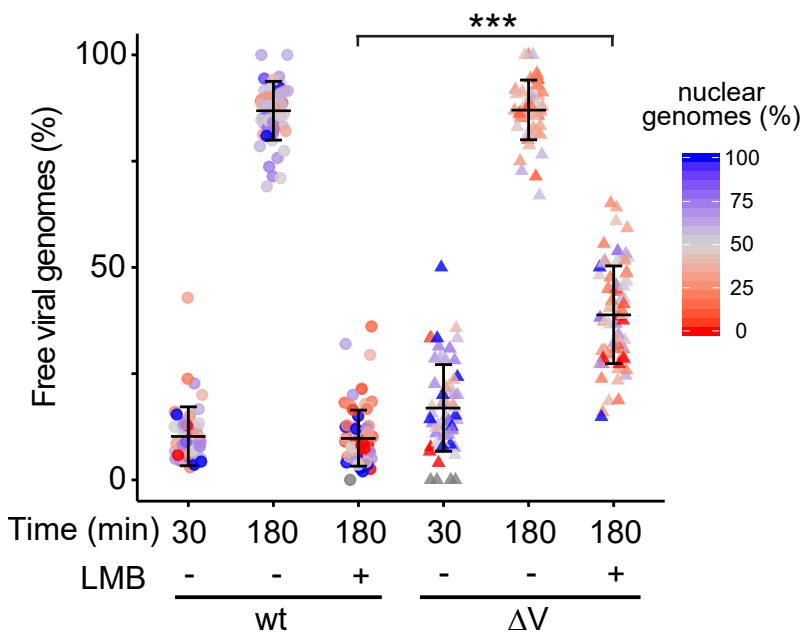 ***
100
50
0
Free viral genomes (%)
nuclear
genomes (%)
100
75
50
25
0
Time (min) 30 180 180 30 180 180
LMB - - + - - +
wt ΔV